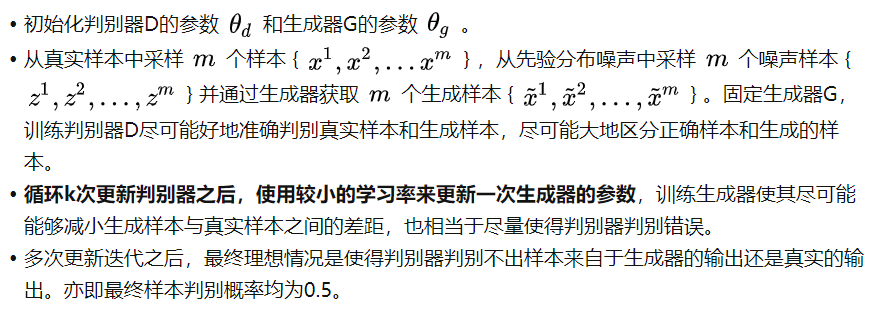 • 初始化判别器D的参数 θ_d 和生成器G的参数 θ_g 。
• 从真实样本中采样 m 个样本 { x^1, x^2, ... x^m } ，从先验分布噪声中采样 m 个噪声样本 {
z^1, z^2, ..., z^m } 并通过生成器获取 m 个生成样本 { x̃^1, x̃^2, ..., x̃^m } 。固定生成器G，
训练判别器D尽可能好地准确判别真实样本和生成样本，尽可能大地区分正确样本和生成的样
本。
• 循环k次更新判别器之后，使用较小的学习率来更新一次生成器的参数，训练生成器使其尽可能
能够减小生成样本与真实样本之间的差距，也相当于尽量使得判别器判别错误。
• 多次更新迭代之后，最终理想情况是使得判别器判别不出样本来自于生成器的输出还是真实的输
出。亦即最终样本判别概率均为0.5。